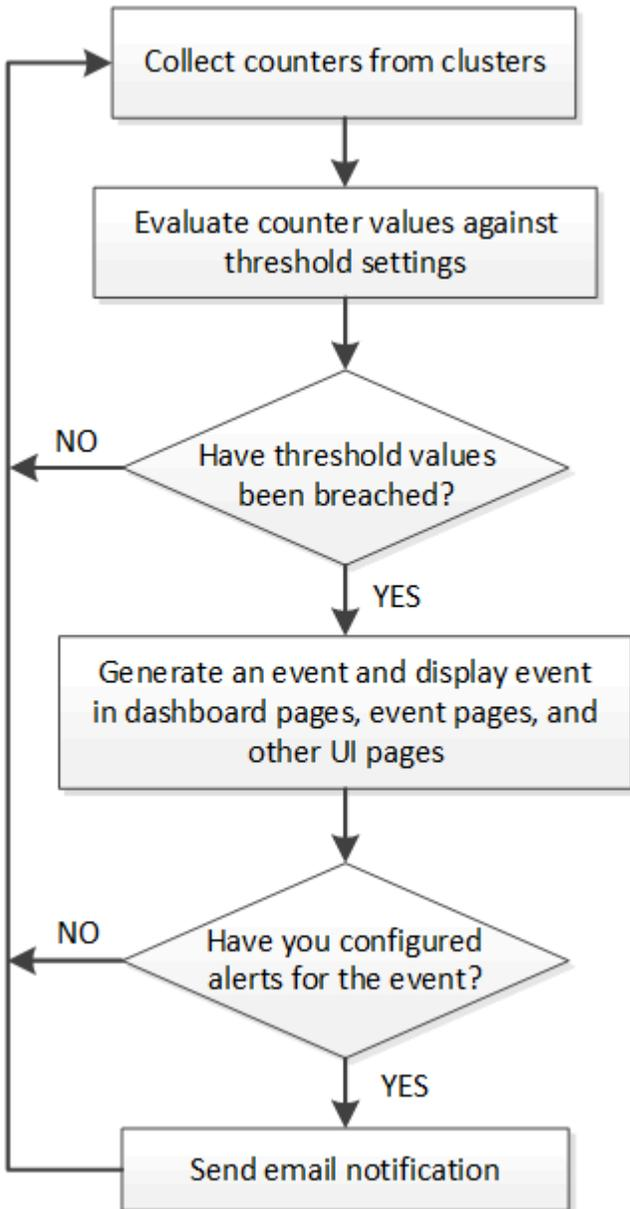 Collect counters from clusters
Evaluate counter values against
threshold settings
NO
Have threshold values
been breached?
YES
Generate an event and display event
in dashboard pages, event pages, and
other UI pages
NO
Have you configured
alerts for the event?
YES
Send email notification